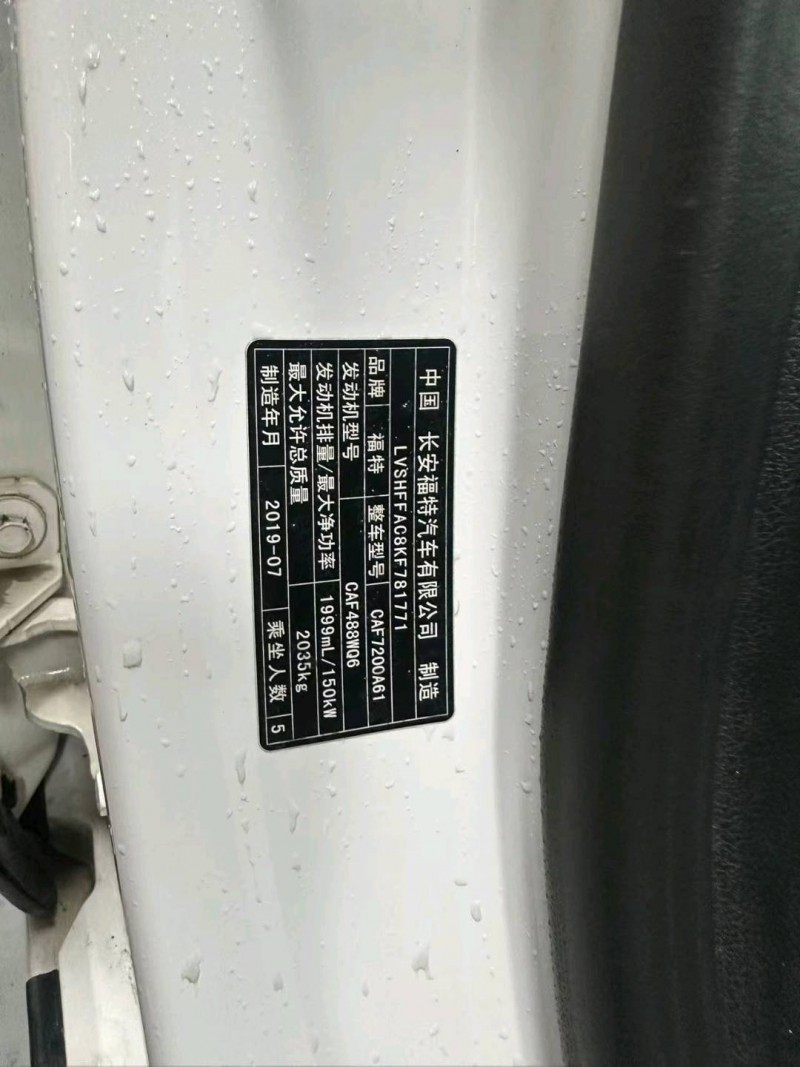 中国 长安福特汽车有限公司 制造
LVSHFFAC8KF781771
品牌 福特 整车型号 CAF7200A61
发动机型号 CAF488WQ6
发动机排量/最大净功率 1999mL/150kW
最大允许总质量 2035kg
制造年月 2019-07 乘坐人数 5